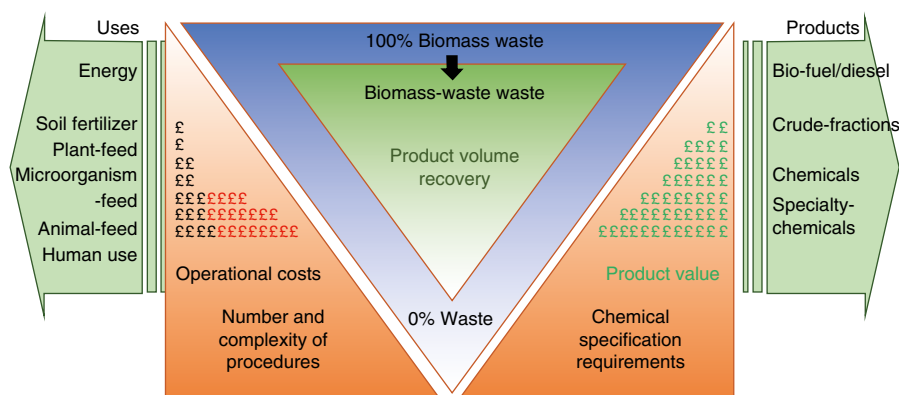 Uses
Energy
Soil fertilizer
Plant-feed
Microorganism
-feed
Animal-feed
Human use
£
£
££
££
£££££££
££££££££££
££££££££££££
Operational costs
Number and
complexity of
procedures
100% Biomass waste
Biomass-waste waste
Product volume
recovery
0% Waste
££
££££
£££££
££££££
££££££££
££££££££££
££££££££££££
Product value
Chemical
specification
requirements
Products
Bio-fuel/diesel
Crude-fractions
Chemicals
Specialty-
chemicals